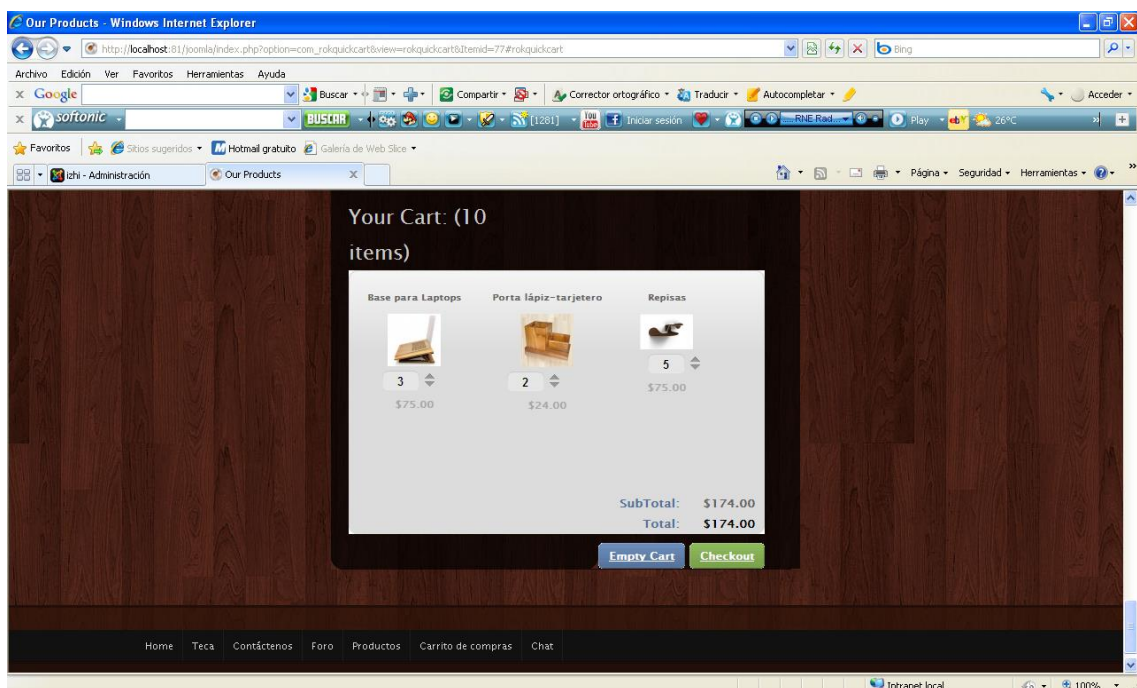 Our Products - Windows Internet Explorer
http://localhost:81/joomla/index.php?option=com_rokquickcart&view=rokquickcart&Itemid=77#rokquickcart
Bing
Archivo Edición Ver Favoritos Herramientas Ayuda
x Google Buscar Compartir Corrector ortográfico Traducir Autocompletar Acceder
x softonic BUSCAR [1281] You Tube Iniciar sesión RNE Rad... Play ebY 26°C
Favoritos Sitios sugeridos Hotmail gratuito Galería de Web Slice
izhi - Administración Our Products x Página Seguridad Herramientas
Your Cart: (10
items)
Base para Laptops Porta lápiz-tarjetero Repisas
3 2 5
$75.00 $24.00 $75.00
SubTotal: $174.00
Total: $174.00
Empty Cart Checkout
Home Teca Contáctenos Foro Productos Carrito de compras Chat
Intranet local 100%